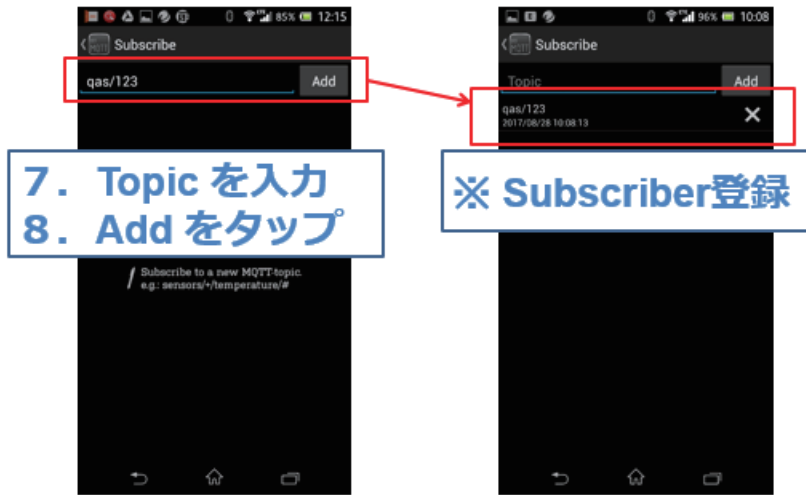 85% 12:15
Subscribe
qas/123 Add
7. Topic を入力
8. Add をタップ
Subscribe to a new MQTT-topic.
e.g.: sensors/+/temperature/#
96% 10:08
Subscribe
Topic Add
qas/123
2017/08/28 10:08:13
※ Subscriber登録